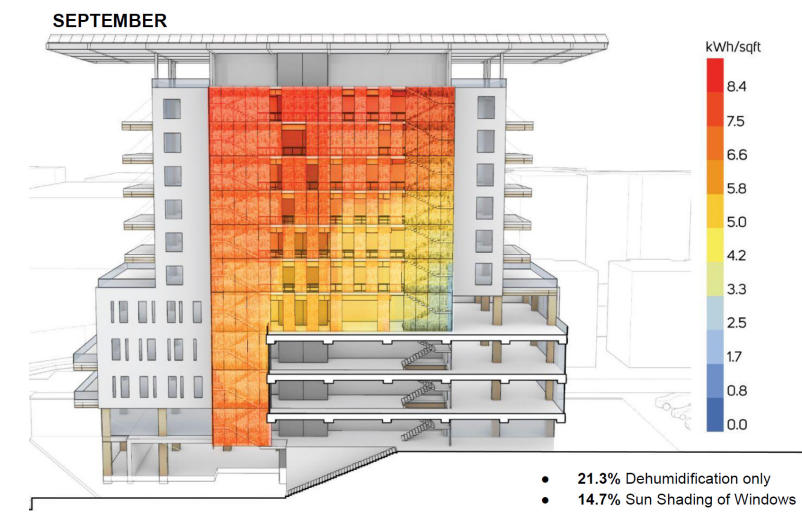 SEPTEMBER
kWh/sqft
8.4
7.5
6.6
5.8
5.0
4.2
3.3
2.5
1.7
0.8
0.0
● 21.3% Dehumidification only
● 14.7% Sun Shading of Windows